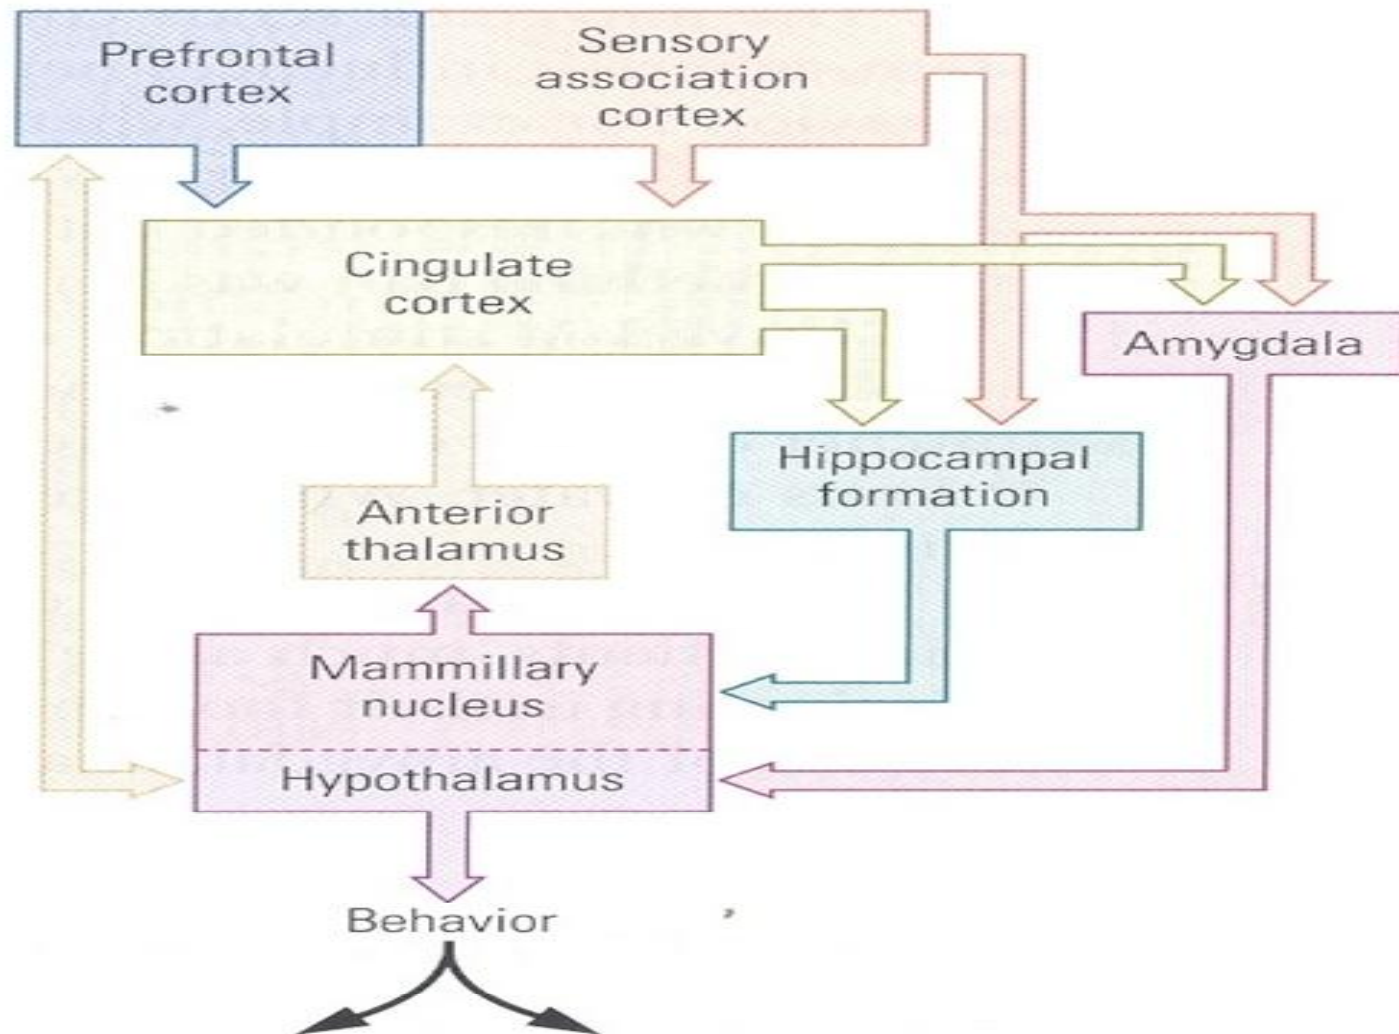 Prefrontal
cortex
Sensory
association
cortex
Cingulate
cortex
Amygdala
Hippocampal
formation
Anterior
thalamus
Mammillary
nucleus
Hypothalamus
Behavior